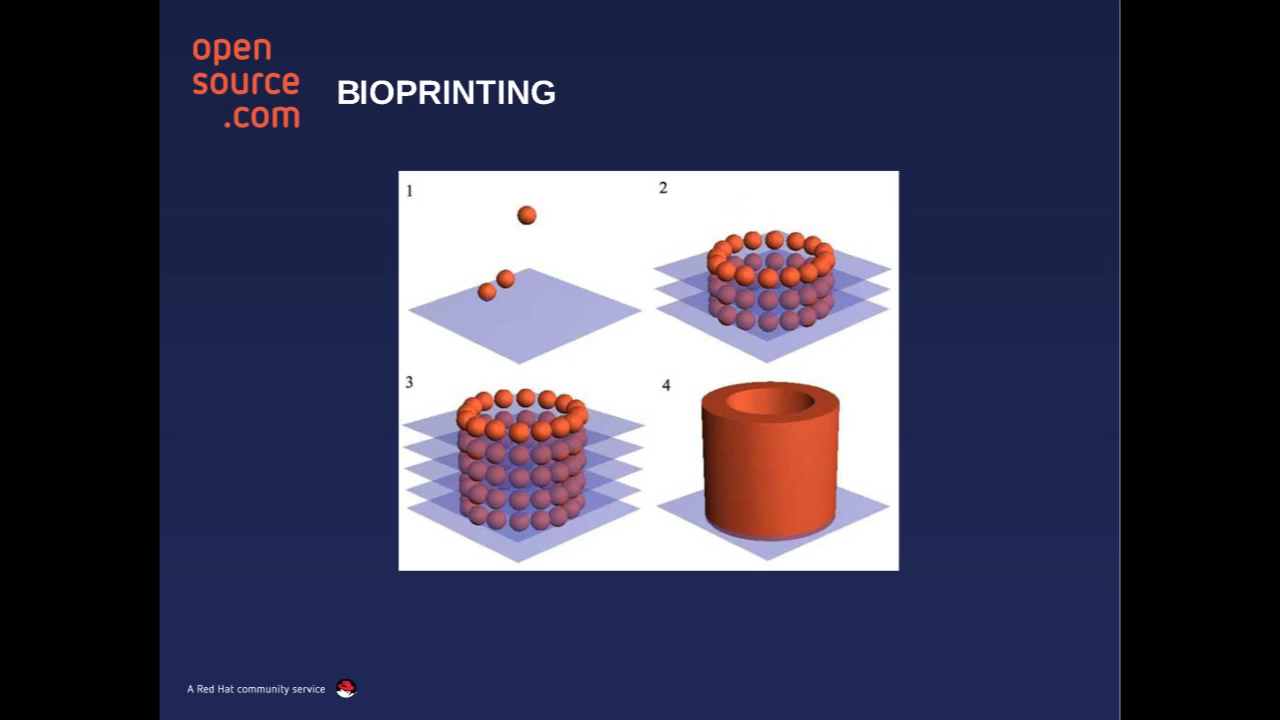 open
source
.com
BIOPRINTING
1
2
3
4
A Red Hat community service